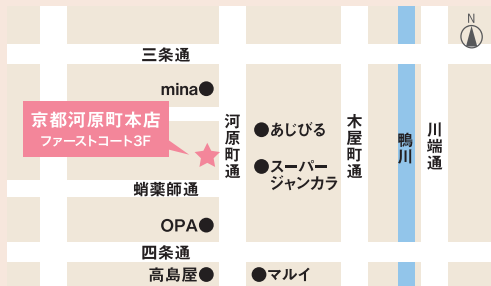 N
三条通
mina
京都河原町本店
ファーストコート3F
河原町通
あじびる
スーパー
ジャンカラ
木屋町通
鴨川
川端通
蛸薬師通
OPA
四条通
高島屋
マルイ